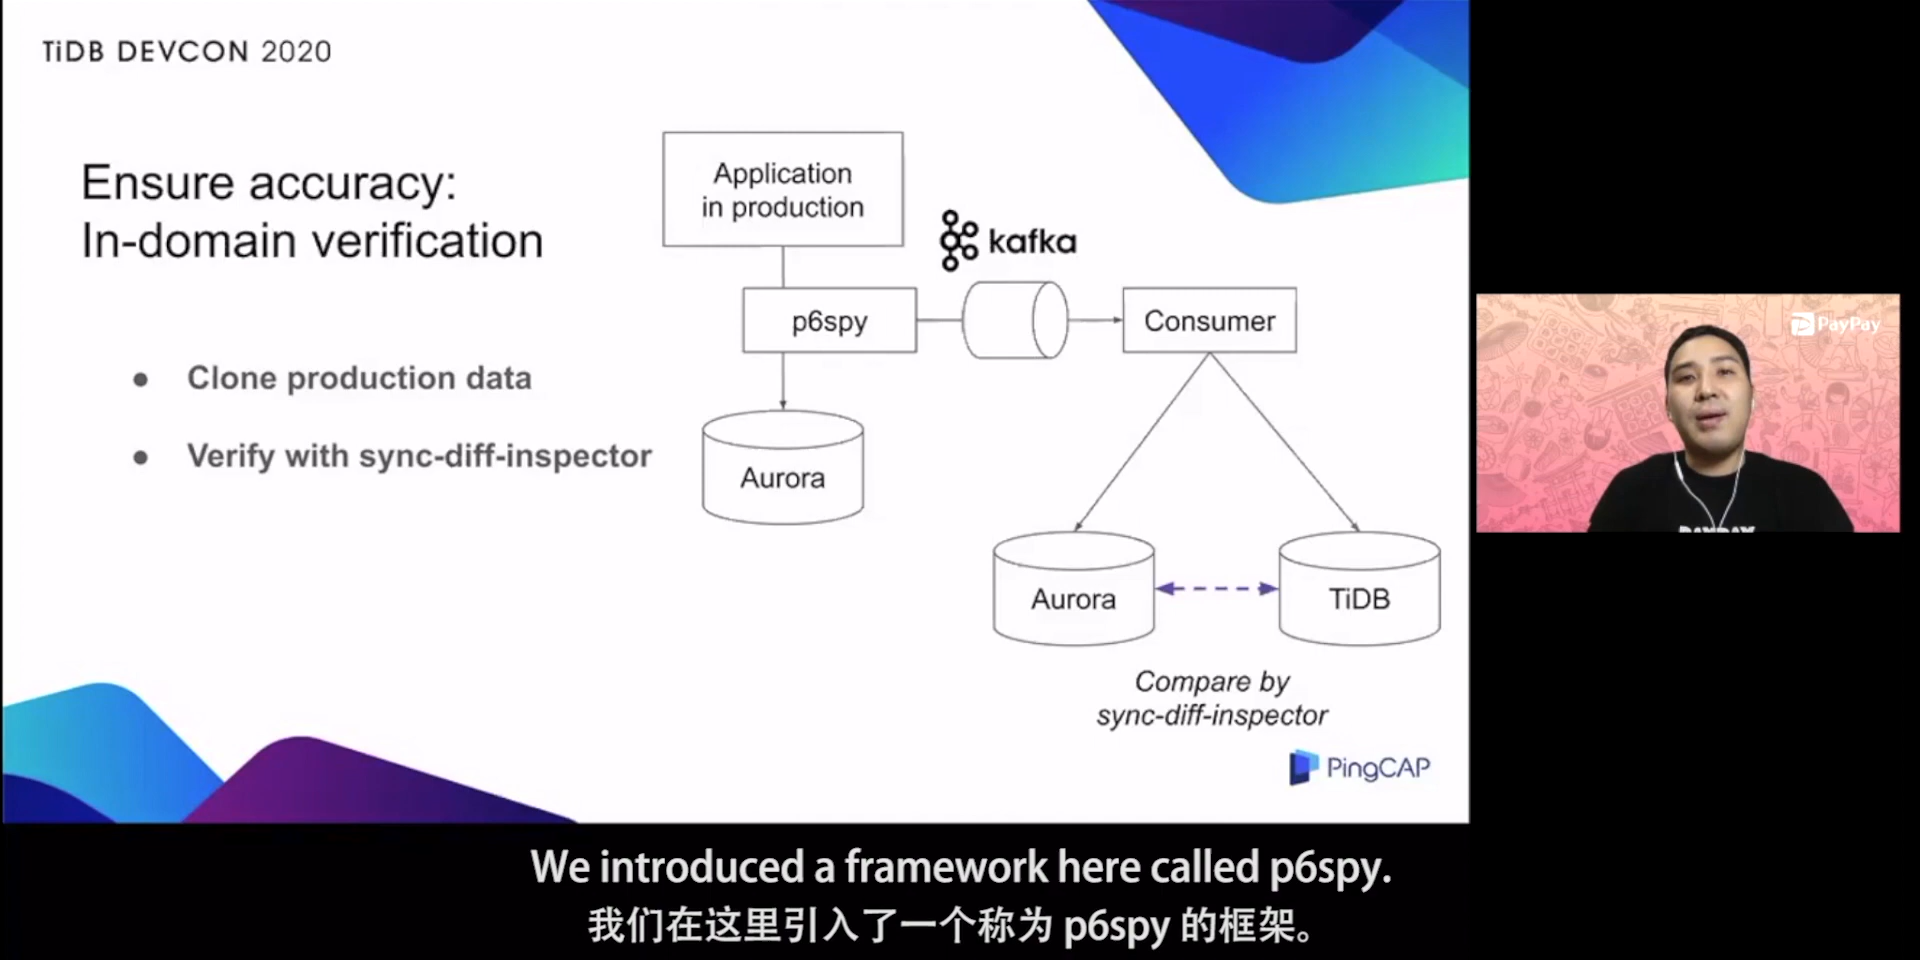 TiDB DEVCON 2020
Ensure accuracy:
In-domain verification
● Clone production data
● Verify with sync-diff-inspector
Application
in production
kafka
p6spy
Consumer
Aurora
Aurora
TiDB
Compare by
sync-diff-inspector
PingCAP
PayPay
We introduced a framework here called p6spy.
我们在这里引入了一个称为 p6spy 的框架。